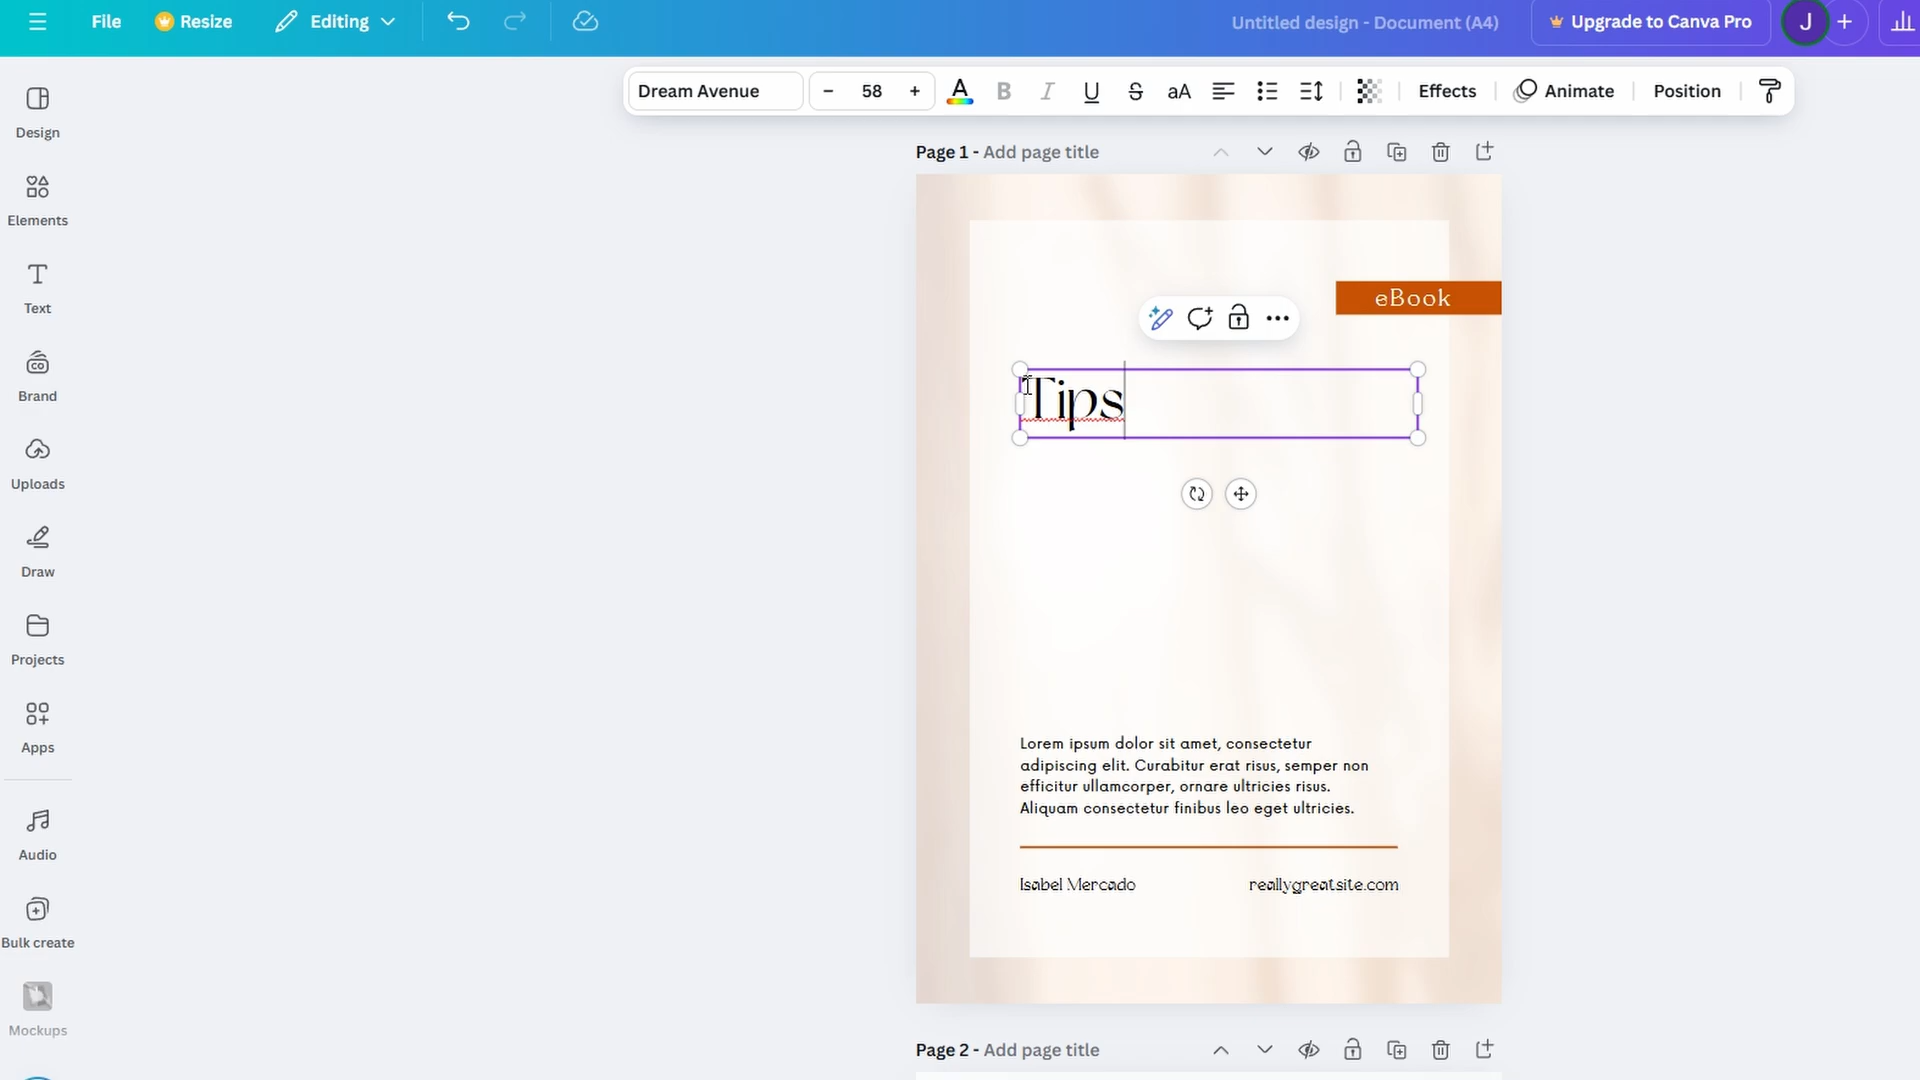 File
Resize
Editing
Untitled design - Document (A4)
Upgrade to Canva Pro
J
Dream Avenue
58
A
B
I
U
S
aA
Effects
Animate
Position
Design
Elements
Text
co
Brand
Uploads
Draw
Projects
Apps
Audio
Bulk create
Mockups
Page 1 - Add page title
eBook
Tips
Lorem ipsum dolor sit amet, consectetur
adipiscing elit. Curabitur erat risus, semper non
efficitur ullamcorper, ornare ultricies risus.
Aliquam consectetur finibus leo eget ultricies.
Isabel Mercado
reallygreatsite.com
Page 2 - Add page title